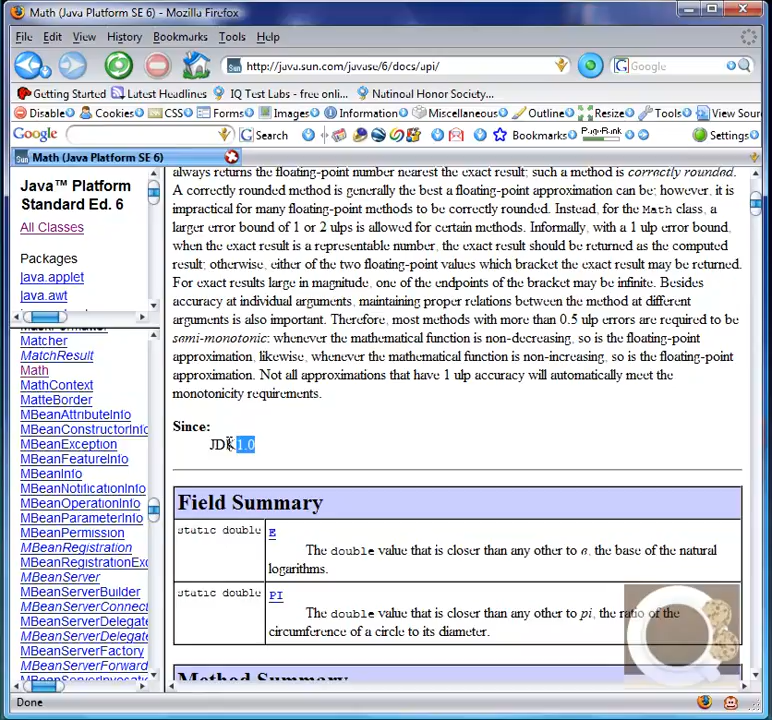 Math (Java Platform SE 6) - Mozilla Firefox
File Edit View History Bookmarks Tools Help
Sun http://java.sun.com/javase/6/docs/api/ Google
Getting Started Latest Headlines IQ Test Labs - free onli... Natinoal Honor Society...
Disable Cookies CSS Forms Images Information Miscellaneous Outline Resize Tools View Sourc
Google Search Bookmarks PageRank Settings
Sun Math (Java Platform SE 6)
Java™ Platform
Standard Ed. 6
All Classes
Packages
java.applet
java.awt
Matcher
MatchResult
Math
MathContext
MatteBorder
MBeanAttributeInfo
MBeanConstructorInfo
MBeanException
MBeanFeatureInfo
MBeanInfo
MBeanNotificationInfo
MBeanOperationInfo
MBeanParameterInfo
MBeanPermission
MBeanRegistration
MBeanRegistrationExc
MBeanServer
MBeanServerBuilder
MBeanServerConnect
MBeanServerDelegate
MBeanServerDelegate
MBeanServerFactory
MBeanServerForward
MBeanServerInvocatio
always returns the floating-point number nearest the exact result; such a method is correctly rounded.
A correctly rounded method is generally the best a floating-point approximation can be; however, it is
impractical for many floating-point methods to be correctly rounded. Instead, for the Math class, a
larger error bound of 1 or 2 ulps is allowed for certain methods. Informally, with a 1 ulp error bound,
when the exact result is a representable number, the exact result should be returned as the computed
result; otherwise, either of the two floating-point values which bracket the exact result may be returned.
For exact results large in magnitude, one of the endpoints of the bracket may be infinite. Besides
accuracy at individual arguments, maintaining proper relations between the method at different
arguments is also important. Therefore, most methods with more than 0.5 ulp errors are required to be
semi-monotonic: whenever the mathematical function is non-decreasing, so is the floating-point
approximation, likewise, whenever the mathematical function is non-increasing, so is the floating-point
approximation. Not all approximations that have 1 ulp accuracy will automatically meet the
monotonicity requirements.
Since:
JDK1.0
Field Summary
static double E
The double value that is closer than any other to e, the base of the natural
logarithms.
static double PI
The double value that is closer than any other to pi, the ratio of the
circumference of a circle to its diameter.
Method Summary
Done